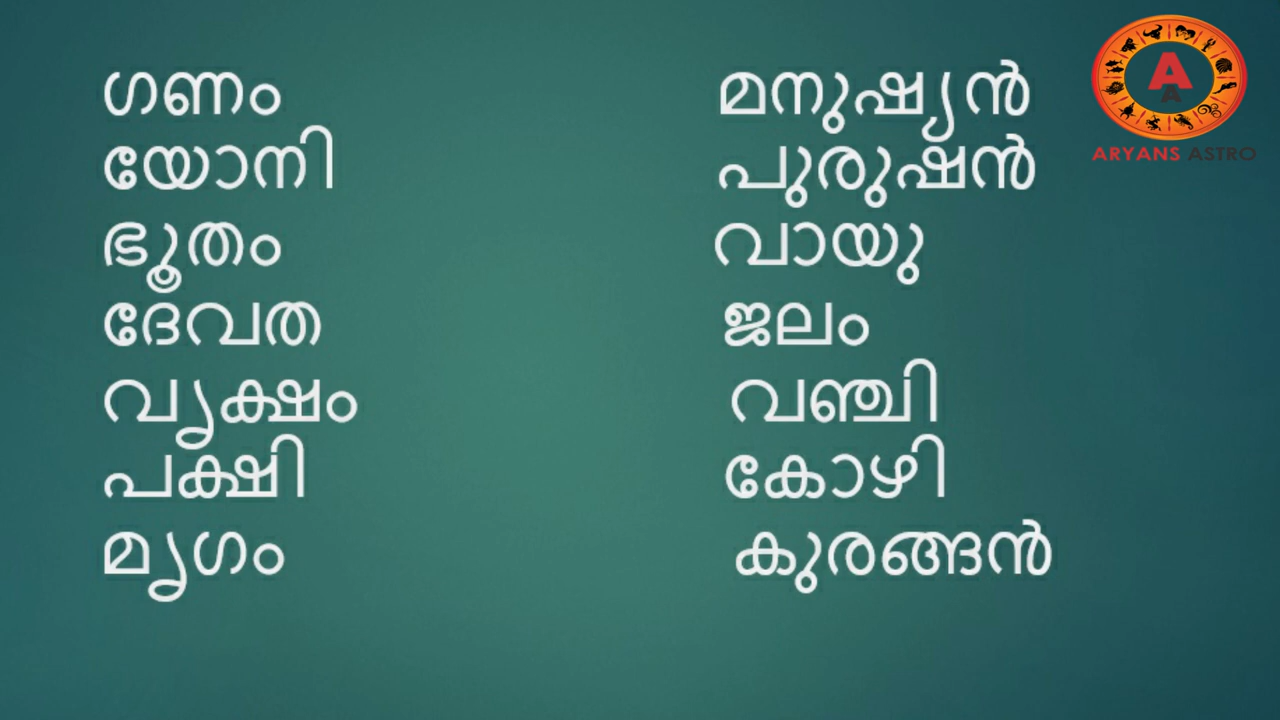 ഗണം മനുഷ്യൻ
യോനി പുരുഷൻ
ഭൂതം വായു
ദേവത ജലം
വൃക്ഷം വഞ്ചി
പക്ഷി കോഴി
മൃഗം കുരങ്ങൻ
A
A
ARYANS ASTRO